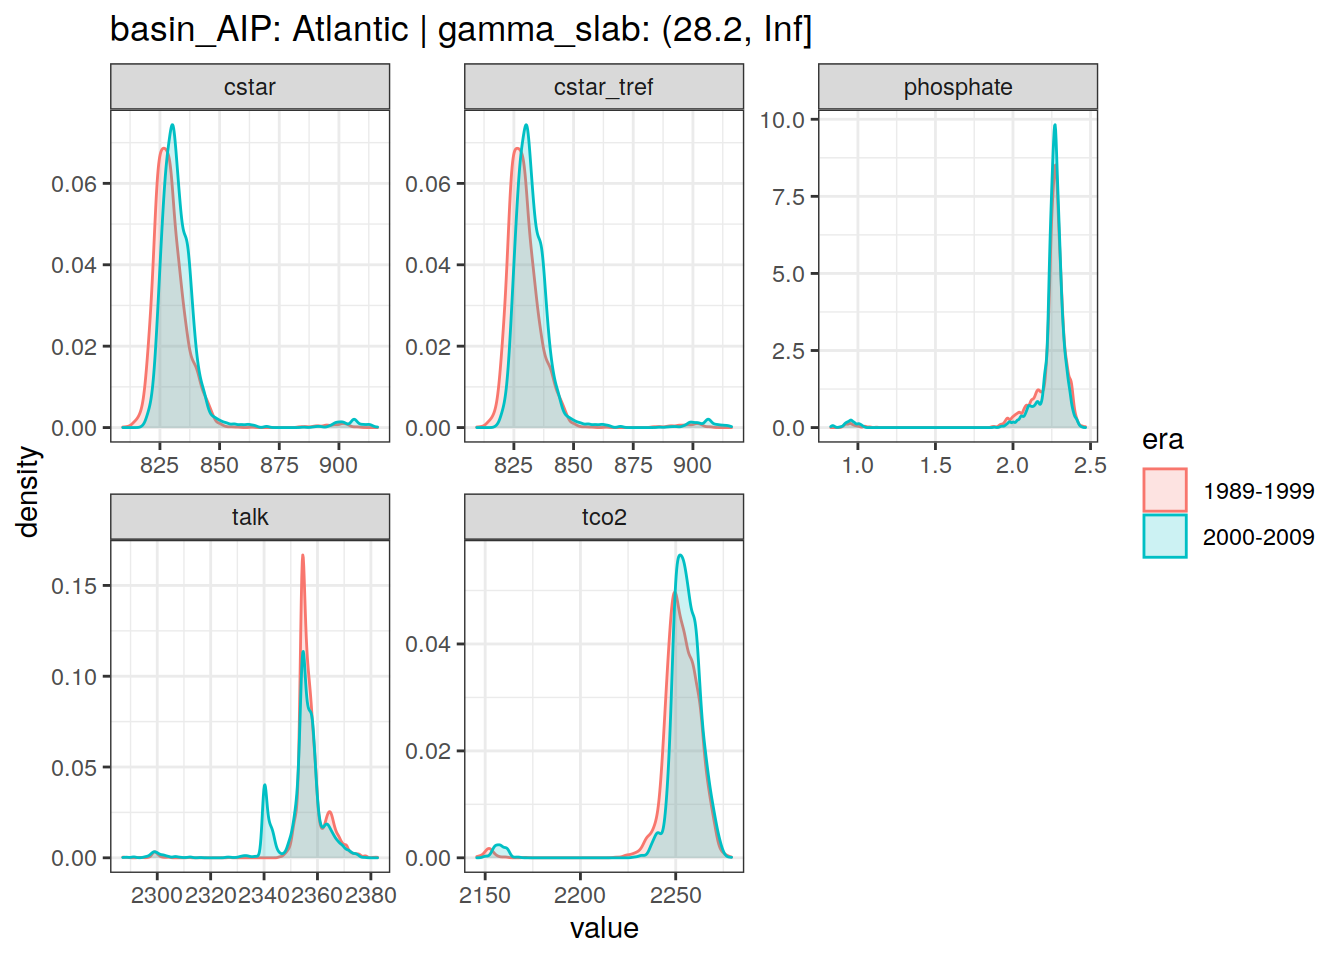 basin_AIP: Atlantic | gamma_slab: (28.2, Inf]
cstar
cstar_tref
phosphate
0.06
0.04
0.02
0.00
825 850 875 900
0.06
0.04
0.02
0.00
825 850 875 900
10.0
7.5
5.0
2.5
0.0
1.0 1.5 2.0 2.5
density
talk
tco2
0.15
0.10
0.05
0.00
2300 2320 2340 2360 2380
0.04
0.02
0.00
2150 2200 2250
value
era
1989-1999
2000-2009